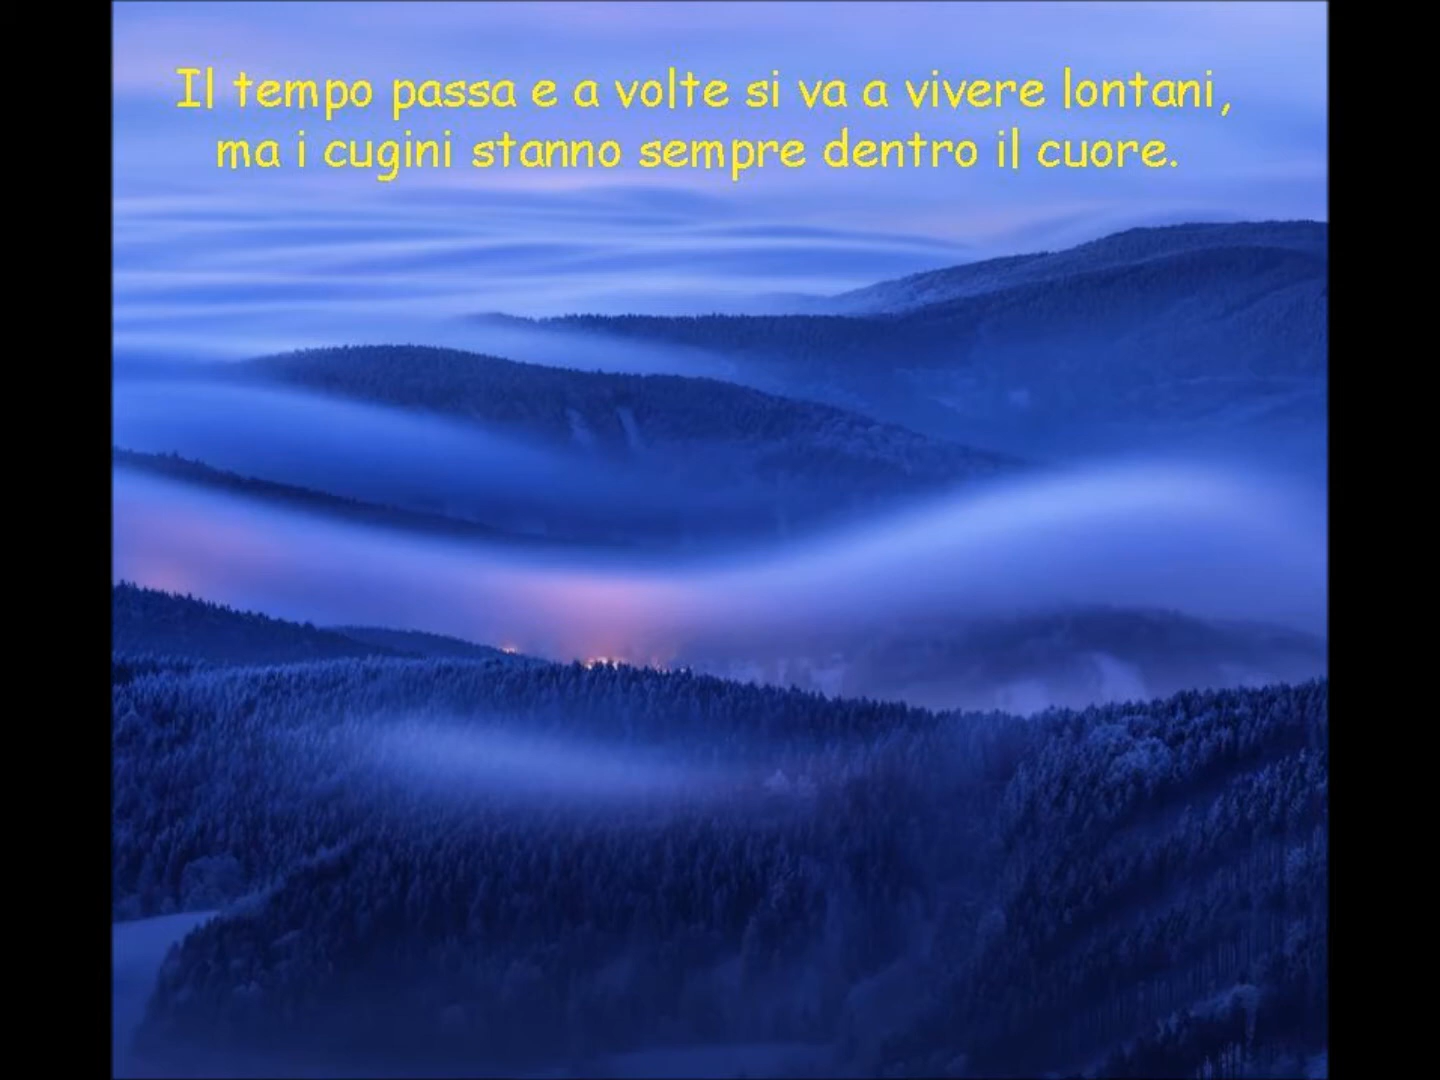 Il tempo passa e a volte si va a vivere lontani,
ma i cugini stanno sempre dentro il cuore.